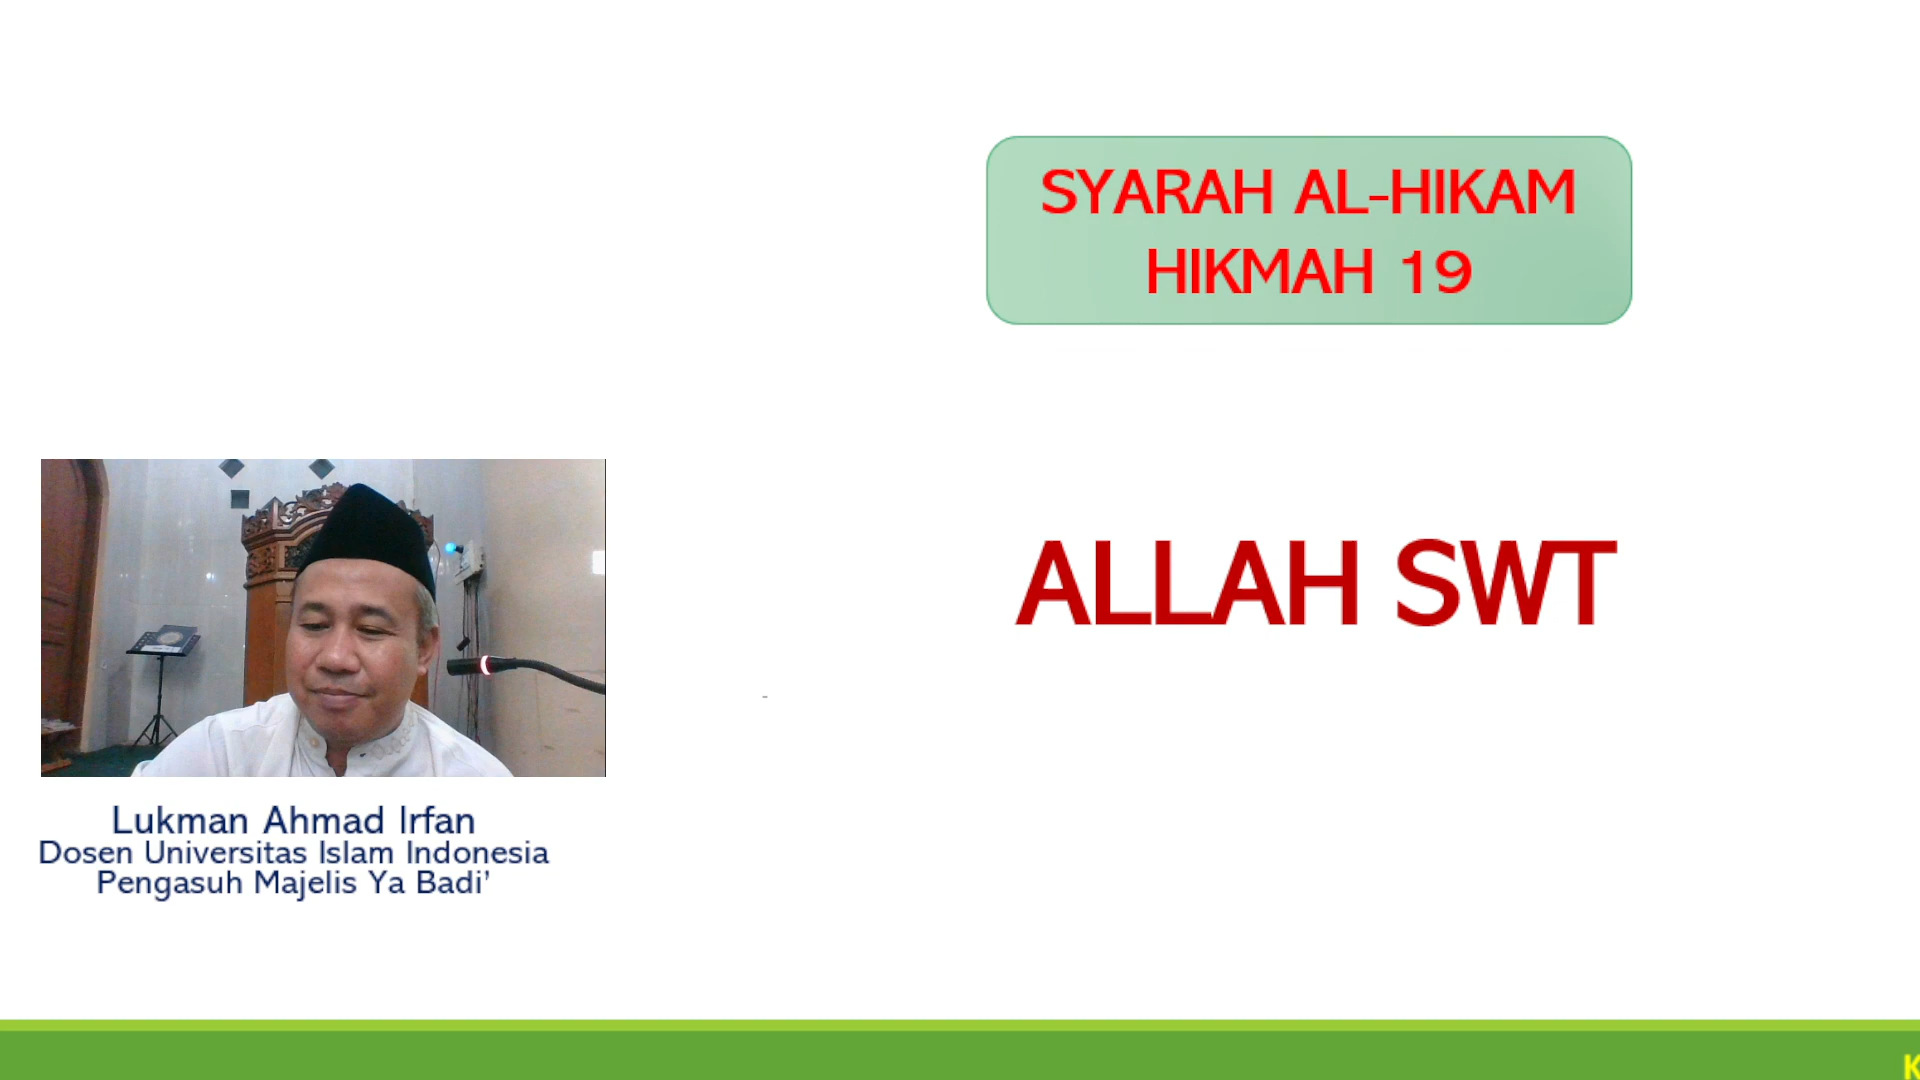 SYARAH AL-HIKAM
HIKMAH 19
ALLAH SWT
Lukman Ahmad Irfan
Dosen Universitas Islam Indonesia
Pengasuh Majelis Ya Badi’
K